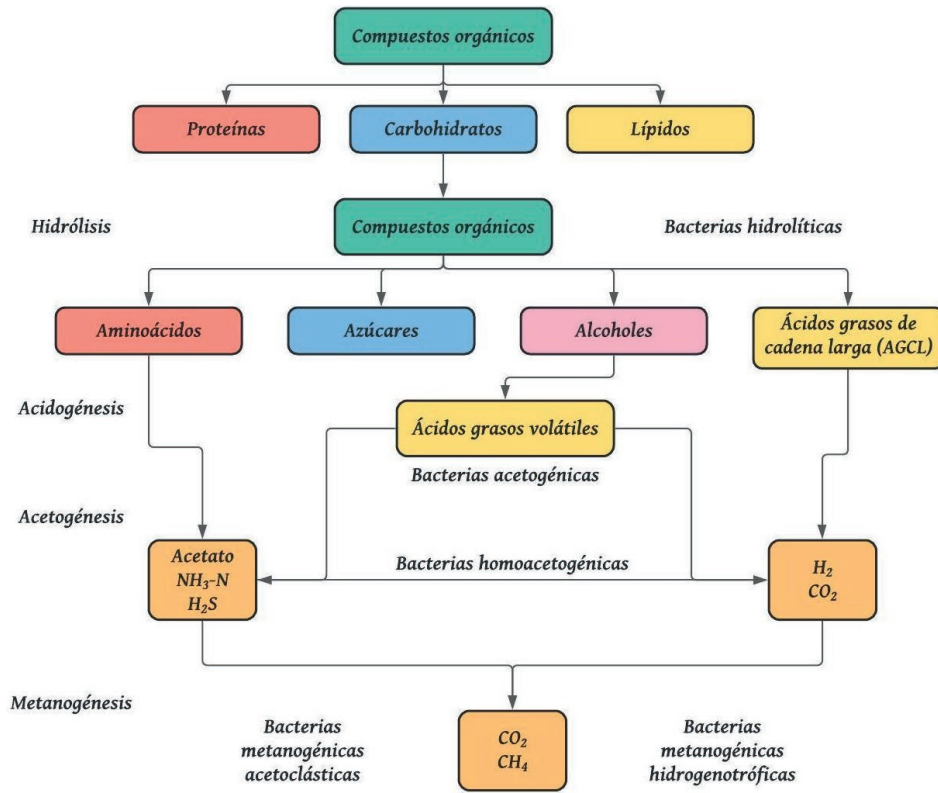 Compuestos orgánicos
Proteínas
Carbohidratos
Lípidos
Hidrólisis
Compuestos orgánicos
Bacterias hidrolíticas
Aminoácidos
Azúcares
Alcoholes
Ácidos grasos de
cadena larga (AGCL)
Acidogénesis
Ácidos grasos volátiles
Bacterias acetogénicas
Acetogénesis
Acetato
NH₃-N
H₂S
Bacterias homoacetogénicas
H₂
CO₂
Metanogénesis
Bacterias
metanogénicas
acetoclásticas
CO₂
CH₄
Bacterias
metanogénicas
hidrogenotróficas